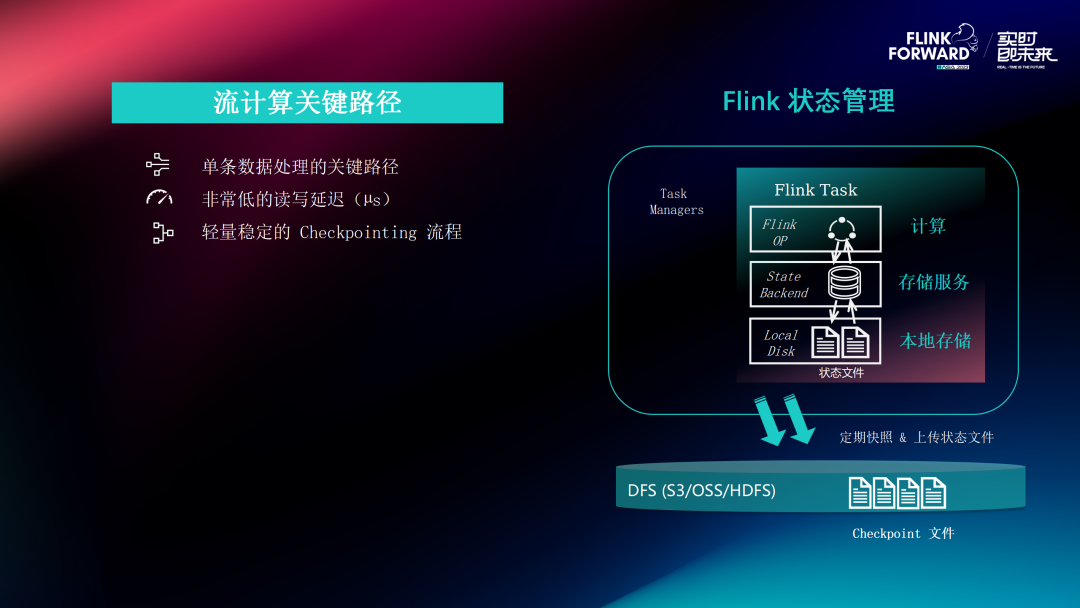 FLINK
FORWARD
实时
即未来
REAL-TIME IS THE FUTURE
流计算关键路径
单条数据处理的关键路径
非常低的读写延迟（μs）
轻量稳定的 Checkpointing 流程
Flink 状态管理
Task
Managers
Flink Task
Flink
OP
计算
State
Backend
存储服务
Local
Disk
本地存储
状态文件
定期快照 & 上传状态文件
DFS (S3/OSS/HDFS)
Checkpoint 文件